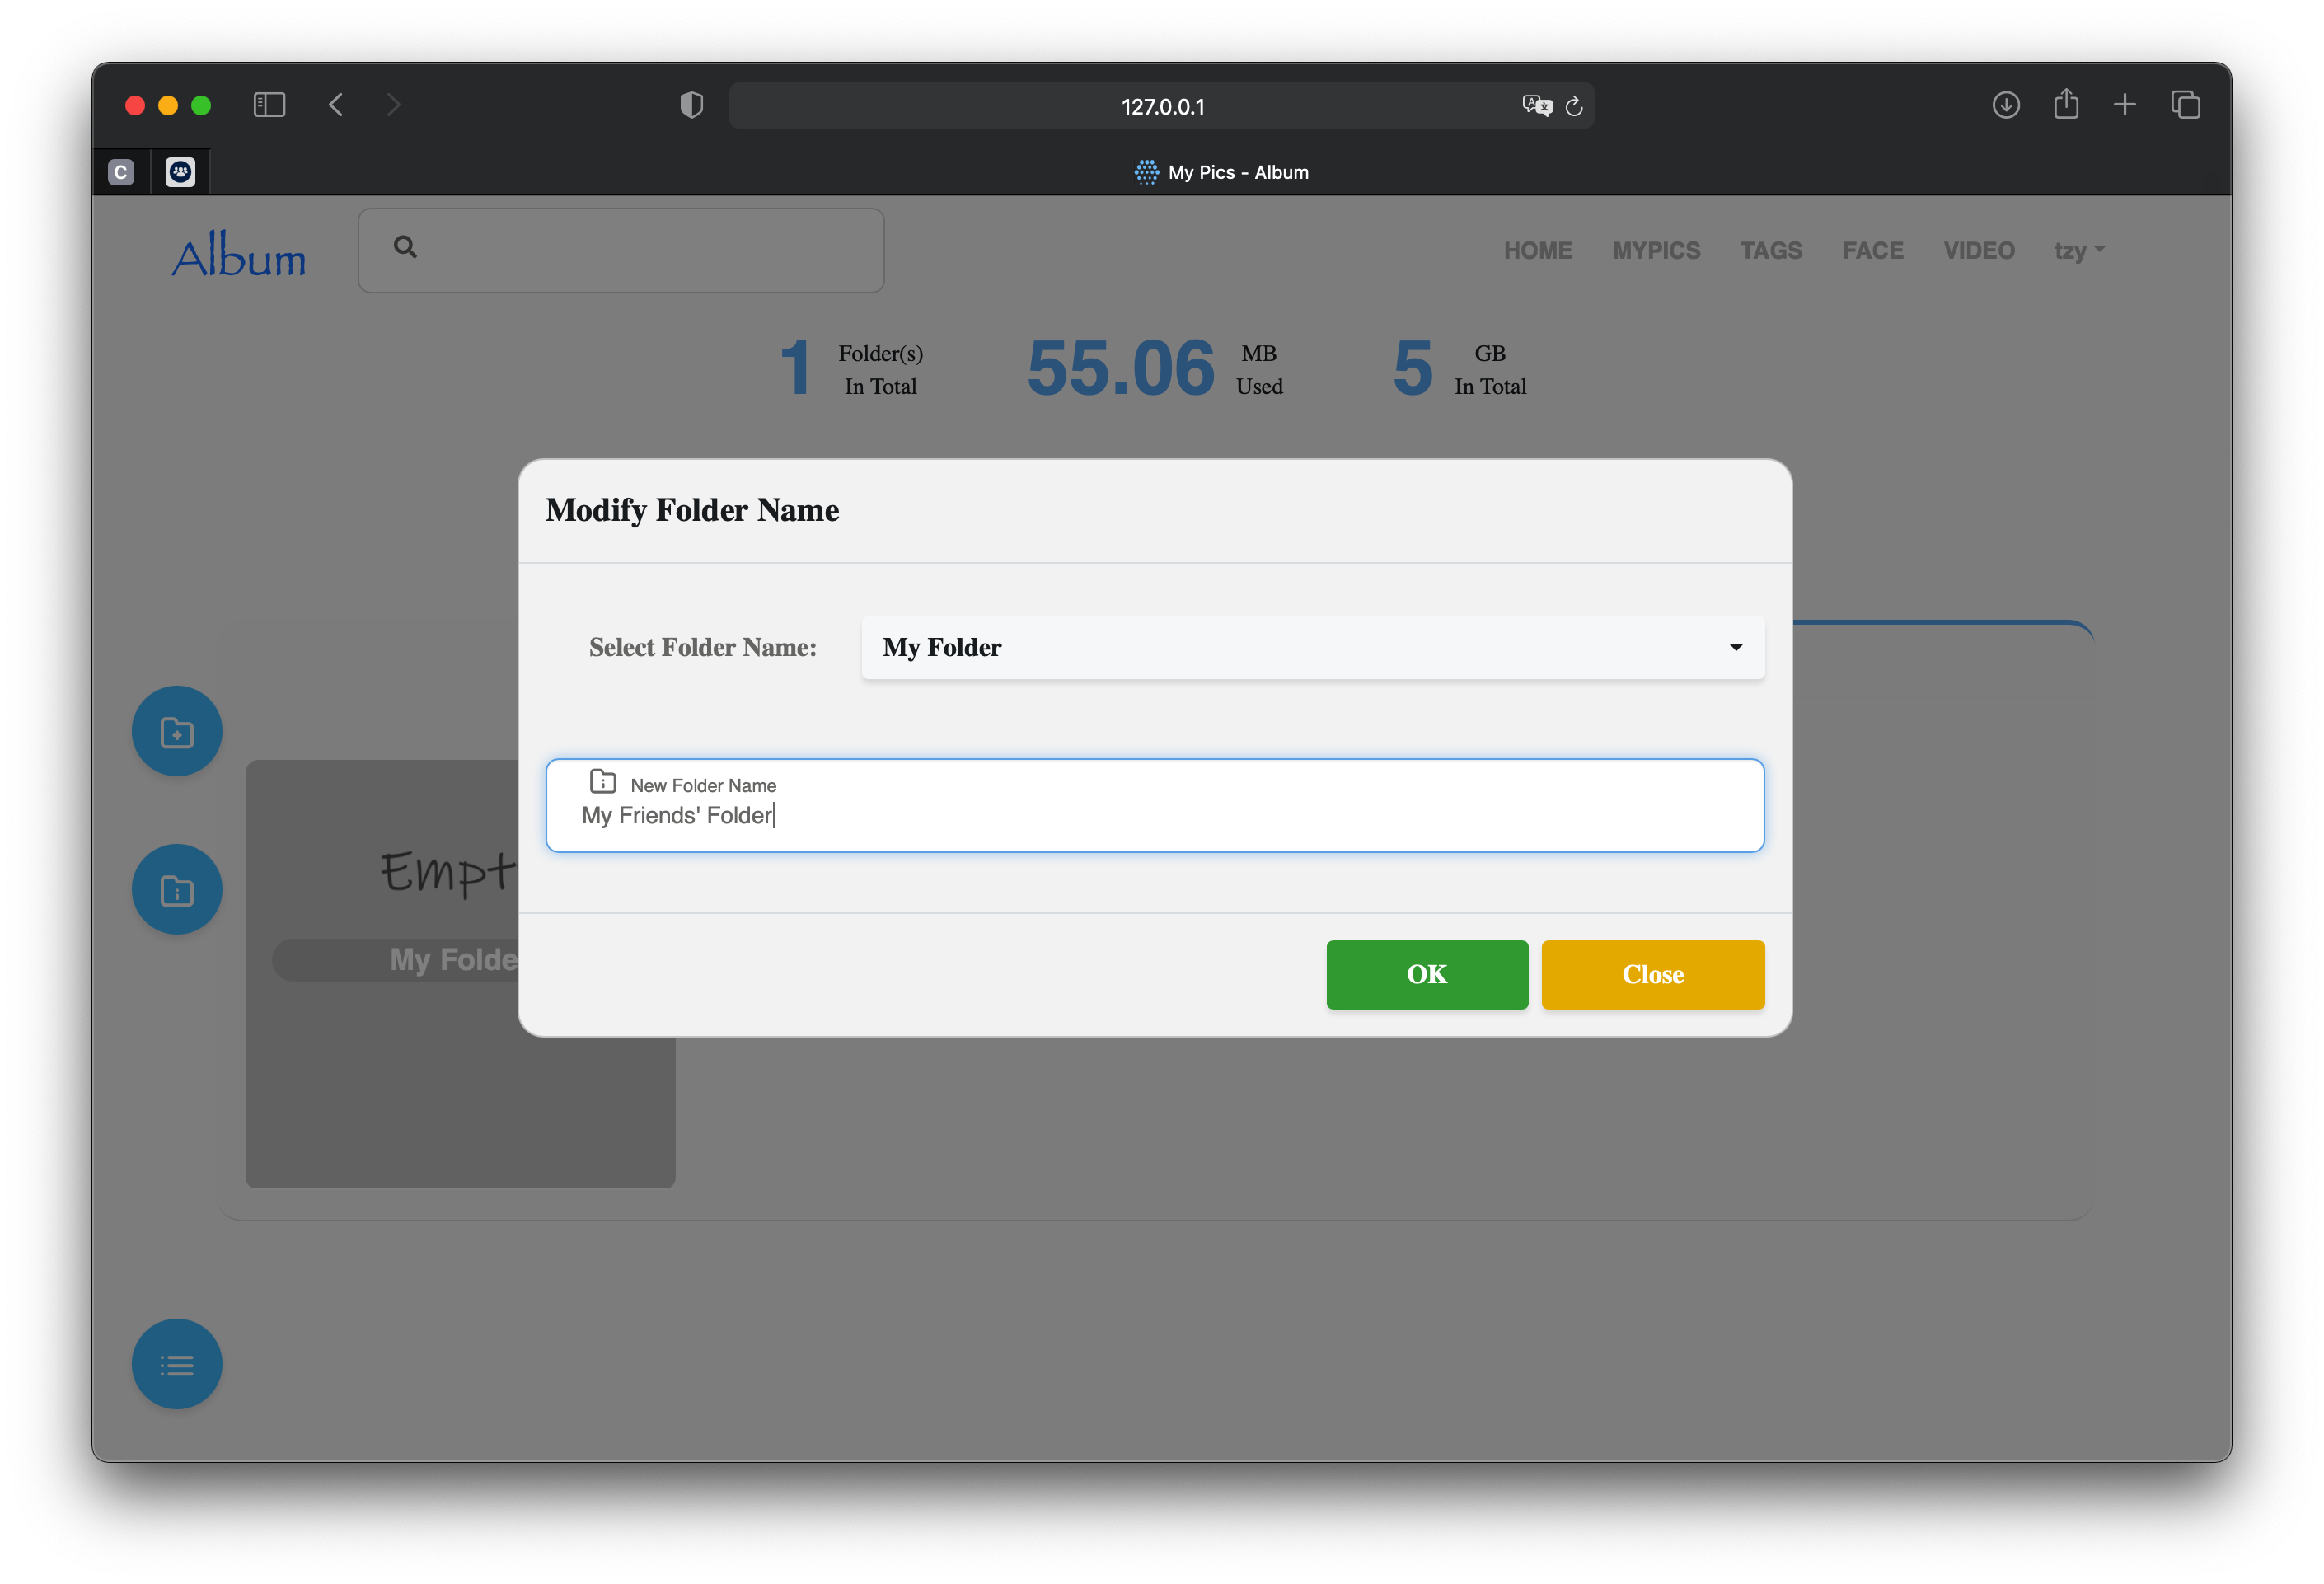 127.0.0.1
C
My Pics - Album
Album
HOME MYPICS TAGS FACE VIDEO tzy
1 Folder(s) In Total
55.06 MB Used
5 GB In Total
Modify Folder Name
Select Folder Name: My Folder
New Folder Name
My Friends' Folder
Empt
My Folde
OK Close